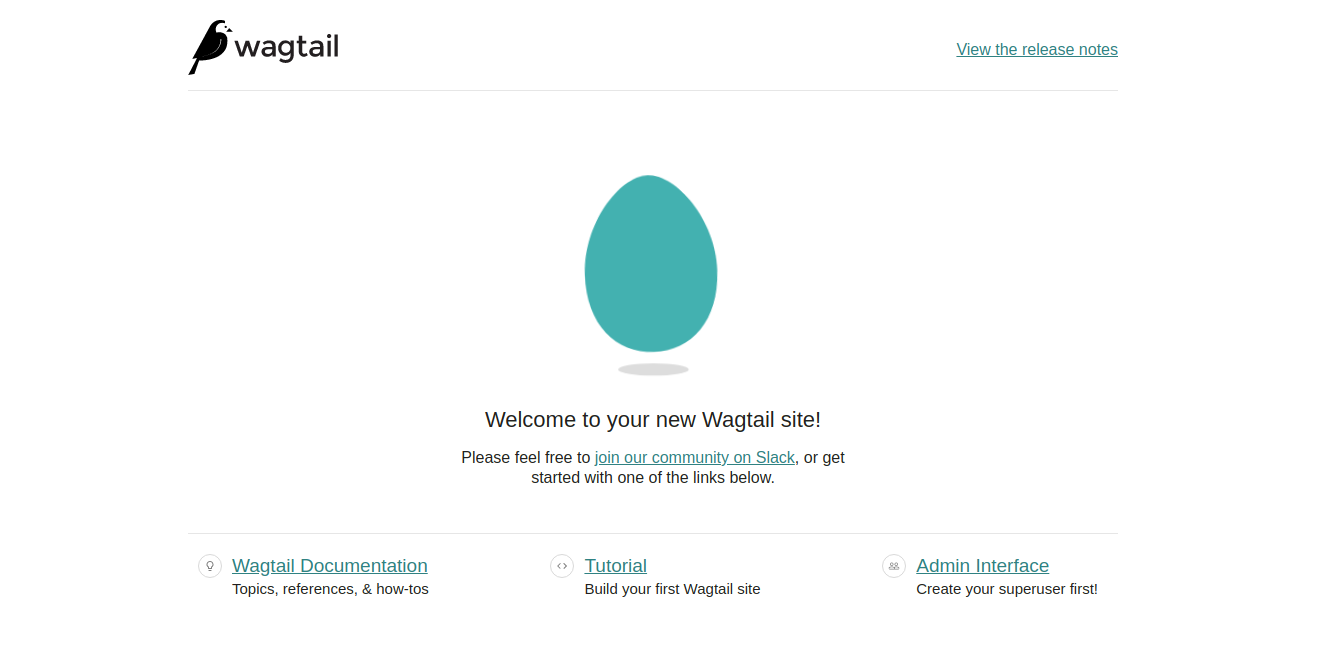 wagtail
View the release notes
Welcome to your new Wagtail site!
Please feel free to join our community on Slack, or get
started with one of the links below.
Wagtail Documentation
Topics, references, & how-tos
Tutorial
Build your first Wagtail site
Admin Interface
Create your superuser first!